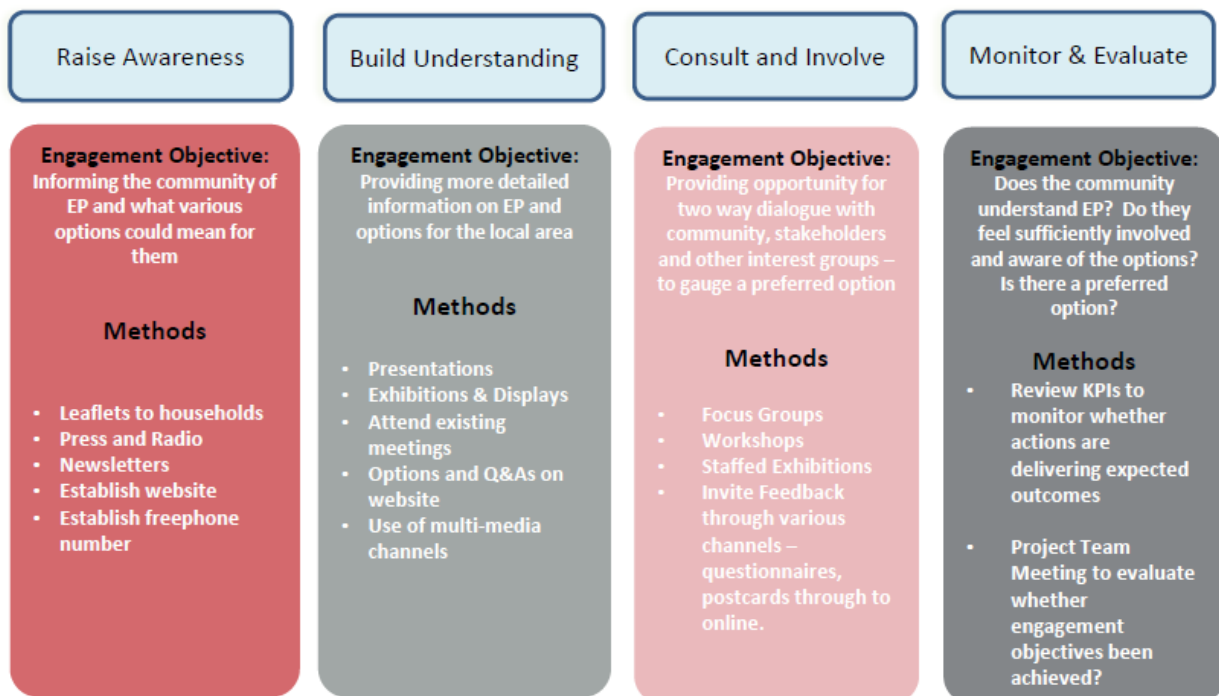 Raise Awareness
Engagement Objective:
Informing the community of
EP and what various
options could mean for
them
Methods
• Leaflets to households
• Press and Radio
• Newsletters
• Establish website
• Establish freephone
number
Build Understanding
Engagement Objective:
Providing more detailed
information on EP and
options for the local area
Methods
• Presentations
• Exhibitions & Displays
• Attend existing
meetings
• Options and Q&As on
website
• Use of multi-media
channels
Consult and Involve
Engagement Objective:
Providing opportunity for
two way dialogue with
community, stakeholders
and other interest groups –
to gauge a preferred option
Methods
• Focus Groups
• Workshops
• Staffed Exhibitions
• Invite Feedback
through various
channels –
questionnaires,
postcards through to
online.
Monitor & Evaluate
Engagement Objective:
Does the community
understand EP? Do they
feel sufficiently involved
and aware of the options?
Is there a preferred
option?
Methods
• Review KPIs to
monitor whether
actions are
delivering expected
outcomes
• Project Team
Meeting to evaluate
whether
engagement
objectives been
achieved?